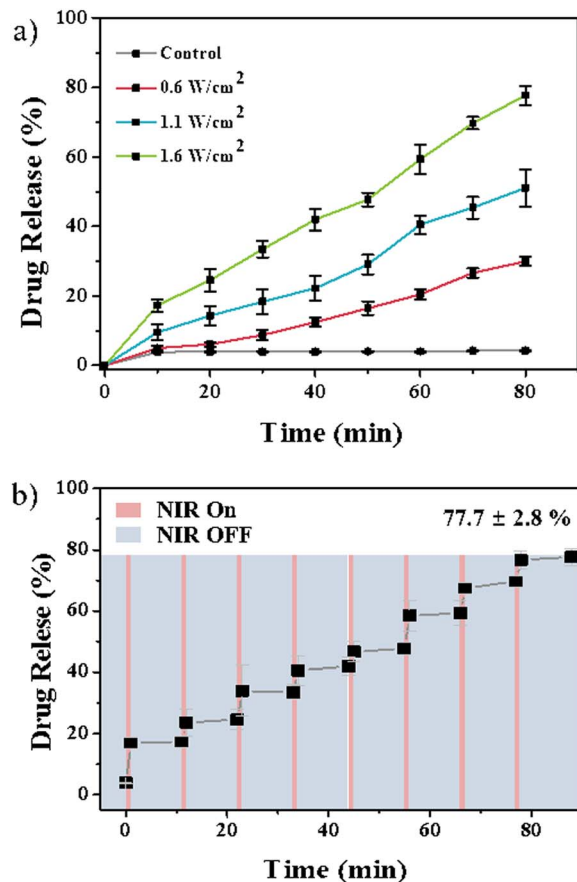 a)
Control
0.6 W/cm²
1.1 W/cm²
1.6 W/cm²
Drug Release (%)
100
80
60
40
20
0
0 20 40 60 80
Time (min)
b)
NIR On
NIR OFF
77.7 ± 2.8 %
Drug Relese (%)
100
80
60
40
20
0
0 20 40 60 80
Time (min)